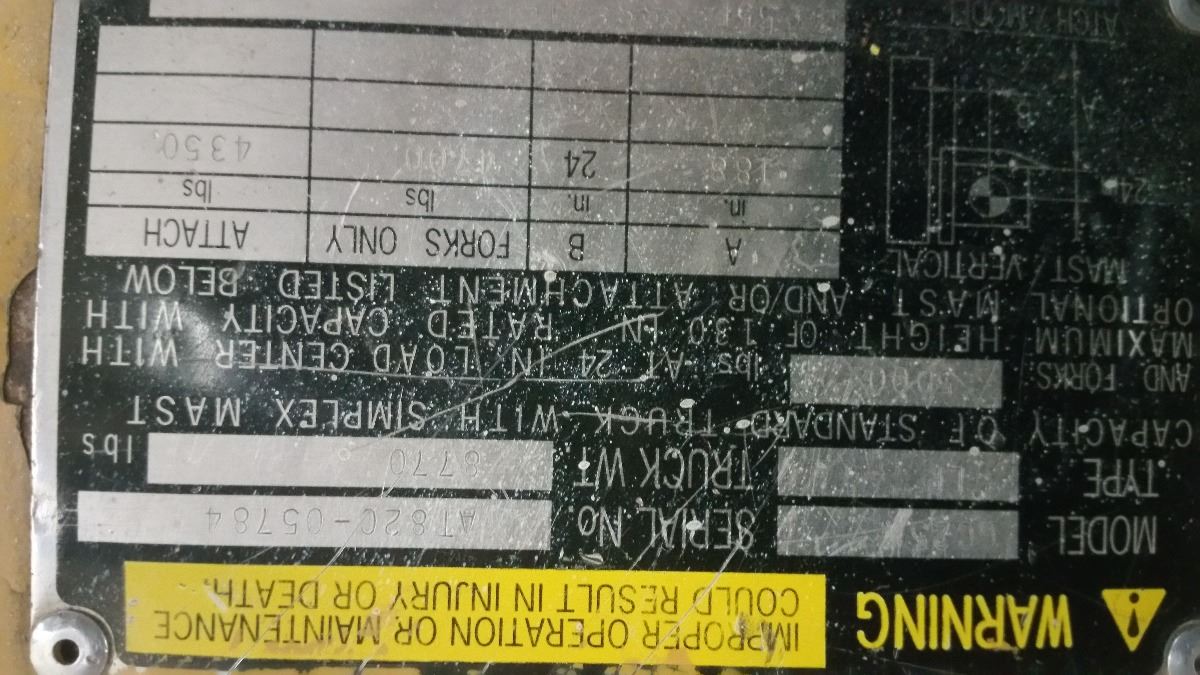 WARNING
IMPROPER OPERATION OR MAINTENANCE
COULD RESULT IN INJURY OR DEATH.
MODEL SERIAL No. AT82C-05784
TYPE TRUCK WT 8770 lbs
CAPACITY OF STANDARD TRUCK WITH SIMPLEX MAST
AND FORKS lbs AT 24 IN LOAD CENTER WITH
MAXIMUM HEIGHT OF 130 IN RATED CAPACITY WITH
OPTIONAL MAST AND/OR ATTACHMENT LISTED BELOW
MAST VERTICAL
A B FORKS ONLY ATTACH
in. in. lbs lbs
188 24 4350
24
A
B
ATCH / MODEL